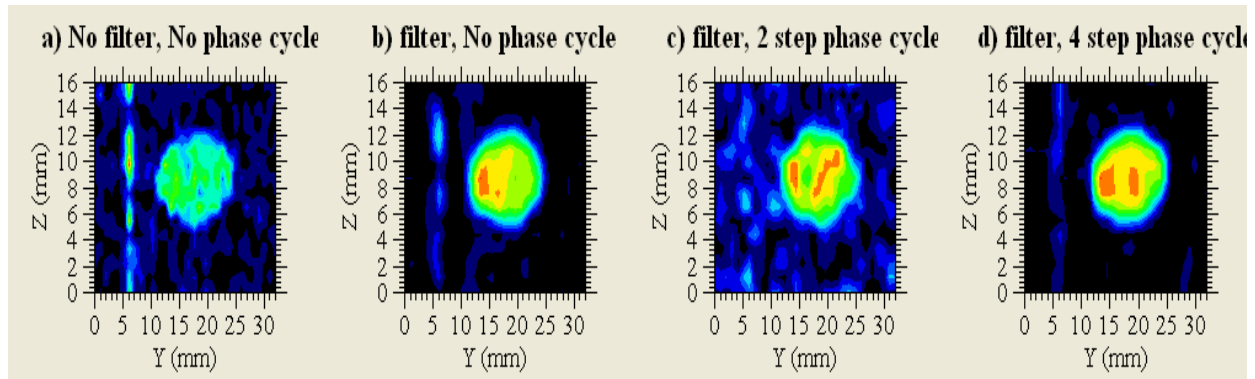 a) No filter, No phase cycle
b) filter, No phase cycle
c) filter, 2 step phase cycle
d) filter, 4 step phase cycle
16
14
12
10
8
6
4
2
0
Z (mm)
0 5 10 15 20 25 30
Y (mm)
16
14
12
10
8
6
4
2
0
Z (mm)
0 5 10 15 20 25 30
Y (mm)
16
14
12
10
8
6
4
2
0
Z (mm)
0 5 10 15 20 25 30
Y (mm)
16
14
12
10
8
6
4
2
0
Z (mm)
0 5 10 15 20 25 30
Y (mm)